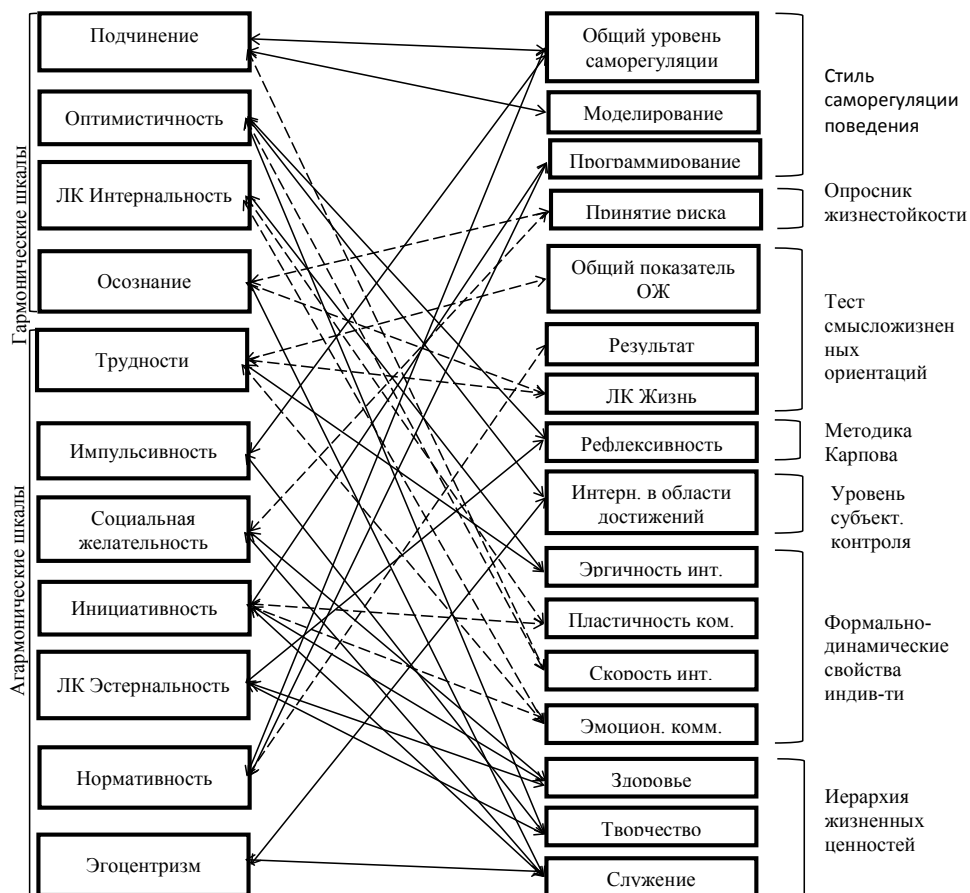 Гармонические шкалы
Агармонические шкалы
Подчинение
Оптимистичность
ЛК Интернальность
Осознание
Трудности
Импульсивность
Социальная
желательность
Инициативность
ЛК Эстернальность
Нормативность
Эгоцентризм
Общий уровень
саморегуляции
Моделирование
Программирование
Принятие риска
Общий показатель
ОЖ
Результат
ЛК Жизнь
Рефлексивность
Интерн. в области
достижений
Эргичность инт.
Пластичность ком.
Скорость инт.
Эмоцион. комм.
Здоровье
Творчество
Служение
Стиль
саморегуляции
поведения
Опросник
жизнестойкости
Тест
смысложизнен
ных
ориентаций
Методика
Карпова
Уровень
субъект.
контроля
Формально-
динамические
свойства
индив-ти
Иерархия
жизненных
ценностей